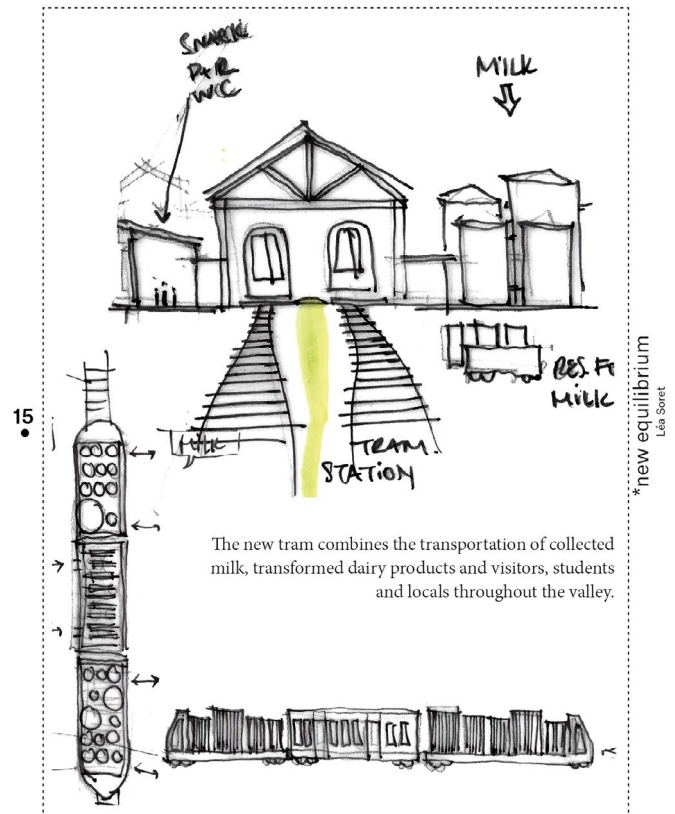 SNACK
P+R
WC
MILK
RES. Fe
MILK
15
MILK
TRAM.
STATION
*new equilibrium
Léa Soret
The new tram combines the transportation of collected
milk, transformed dairy products and visitors, students
and locals throughout the valley.